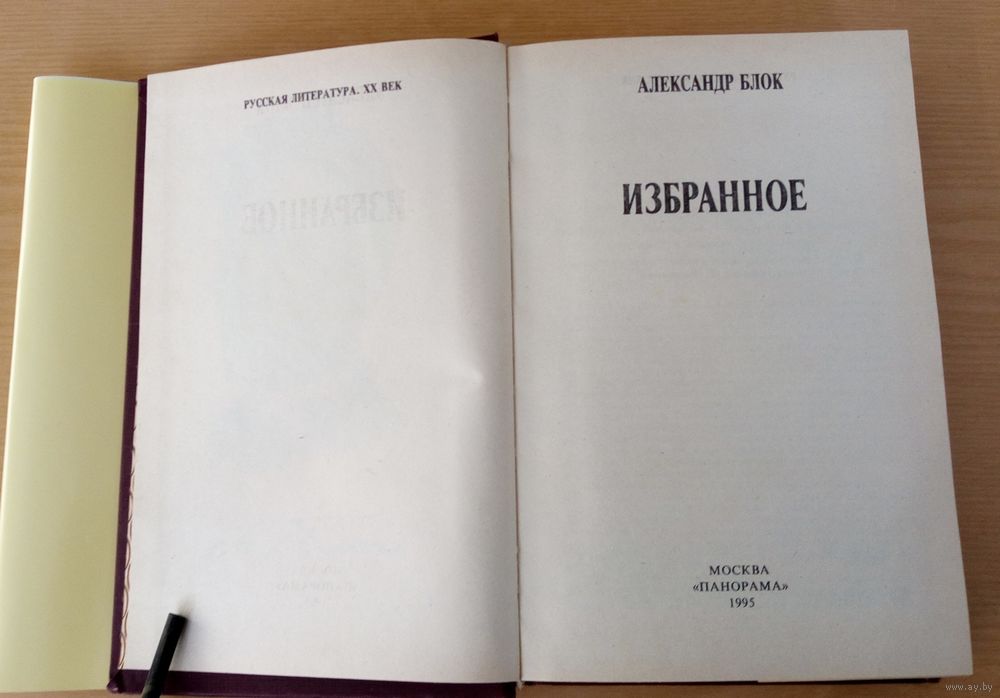 РУССКАЯ ЛИТЕРАТУРА. XX ВЕК
АЛЕКСАНДР БЛОК
ИЗБРАННОЕ
МОСКВА
«ПАНОРАМА»
1995
www.ay.by